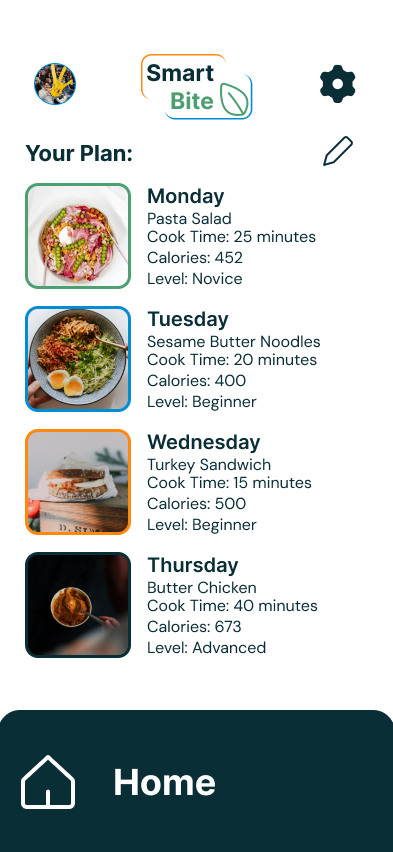 Smart
Bite
Your Plan:
Monday
Pasta Salad
Cook Time: 25 minutes
Calories: 452
Level: Novice
Tuesday
Sesame Butter Noodles
Cook Time: 20 minutes
Calories: 400
Level: Beginner
Wednesday
Turkey Sandwich
Cook Time: 15 minutes
Calories: 500
Level: Beginner
Thursday
Butter Chicken
Cook Time: 40 minutes
Calories: 673
Level: Advanced
Home